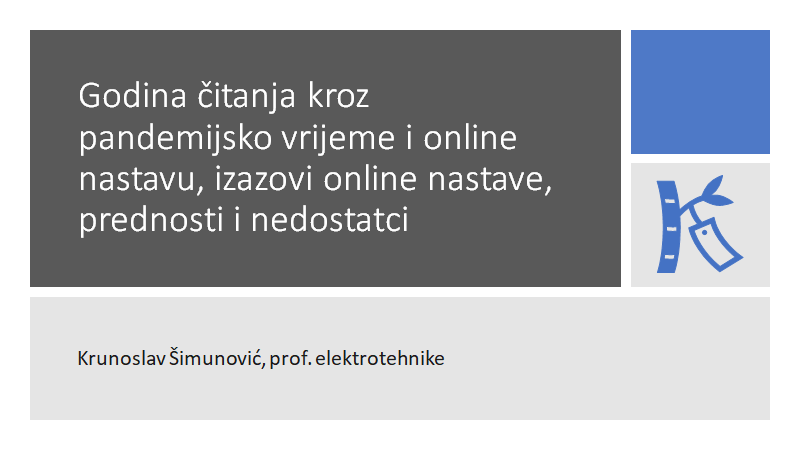 Godina čitanja kroz
pandemijsko vrijeme i online
nastavu, izazovi online nastave,
prednosti i nedostatci
Krunoslav Šimunović, prof. elektrotehnike